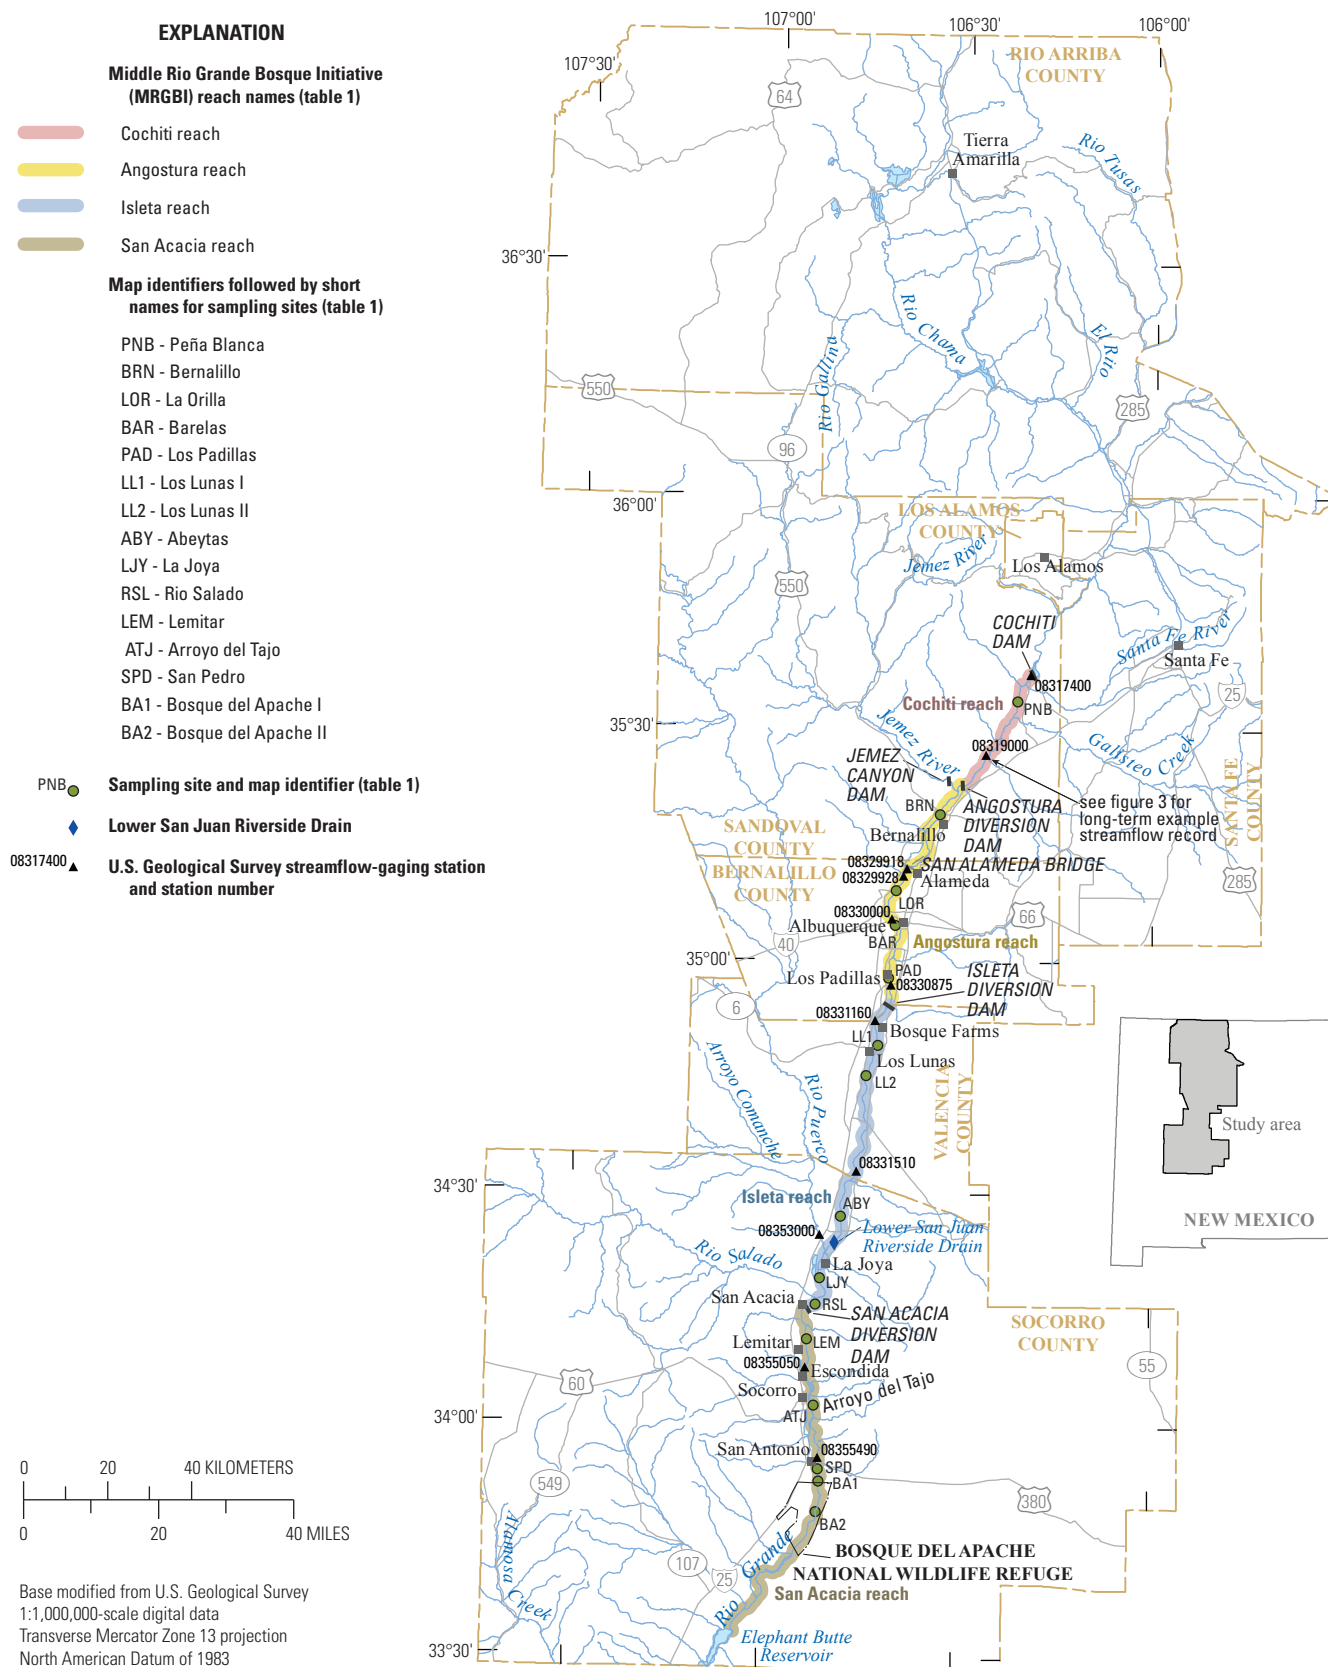 EXPLANATION
Middle Rio Grande Bosque Initiative
(MRGBI) reach names (table 1)
Cochiti reach
Angostura reach
Isleta reach
San Acacia reach
Map identifiers followed by short
names for sampling sites (table 1)
PNB - Peña Blanca
BRN - Bernalillo
LOR - La Orilla
BAR - Barelas
PAD - Los Padillas
LL1 - Los Lunas I
LL2 - Los Lunas II
ABY - Abeytas
LJY - La Joya
RSL - Rio Salado
LEM - Lemitar
ATJ - Arroyo del Tajo
SPD - San Pedro
BA1 - Bosque del Apache I
BA2 - Bosque del Apache II
PNB
Sampling site and map identifier (table 1)
Lower San Juan Riverside Drain
08317400
U.S. Geological Survey streamflow-gaging station
and station number
107°00'
106°30'
106°00'
107°30'
RIO ARRIBA
COUNTY
64
Tierra
Amarilla
Rio Tusas
36°30'
Rio Chama
El Rito
Rio Gallina
550
285
96
36°00'
LOS ALAMOS
COUNTY
Jemez River
Los Alamos
550
COCHITI
DAM
Santa Fe River
Santa Fe
08317400
25
Cochiti reach
PNB
35°30'
Jemez River
08319000
Galisteo Creek
SANTA FE
COUNTY
JEMEZ
CANYON
DAM
see figure 3 for
long-term example
streamflow record
BRN
ANGOSTURA
DIVERSION
DAM
Bernalillo
SANDOVAL
COUNTY
BERNALILLO
COUNTY
08329918
SAN ALAMEDA BRIDGE
08329928
Alameda
285
LOR
08330000
66
Albuquerque
BAR
Angostura reach
40
35°00'
PAD
Los Padillas
08330875
ISLETA
DIVERSION
DAM
6
08331160
Bosque Farms
LL1
Los Lunas
LL2
Arroyo Comanche
Rio Puerco
VALENCIA
COUNTY
Study area
NEW MEXICO
08331510
34°30'
Isleta reach
ABY
08353000
Lower San Juan
Riverside Drain
Rio Salado
La Joya
LJY
San Acacia
RSL
SAN ACACIA
DIVERSION
DAM
SOCORRO
COUNTY
Lemitar
LEM
08355050
Escondida
55
60
Socorro
Arroyo del Tajo
ATJ
34°00'
San Antonio
08355490
SPD
BA1
549
380
BA2
Alamosa Creek
Rio Grande
BOSQUE DEL APACHE
NATIONAL WILDLIFE REFUGE
107
25
San Acacia reach
Elephant Butte
Reservoir
33°30'
0 20 40 KILOMETERS
0 20 40 MILES
Base modified from U.S. Geological Survey
1:1,000,000-scale digital data
Transverse Mercator Zone 13 projection
North American Datum of 1983